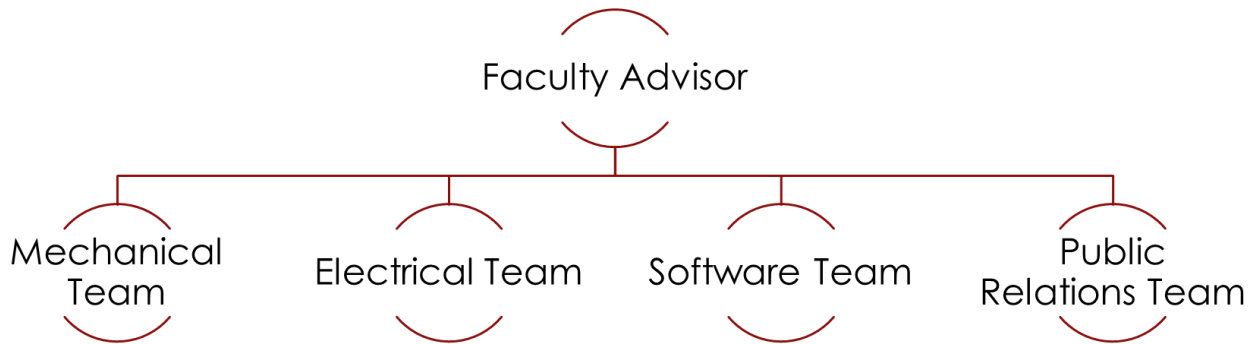 Faculty Advisor
Mechanical
Team
Electrical Team
Software Team
Public
Relations Team